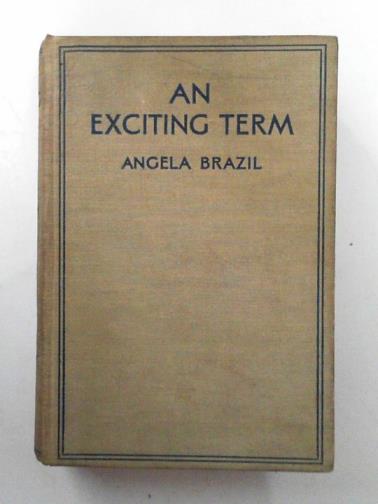 AN
EXCITING TERM
ANGELA BRAZIL